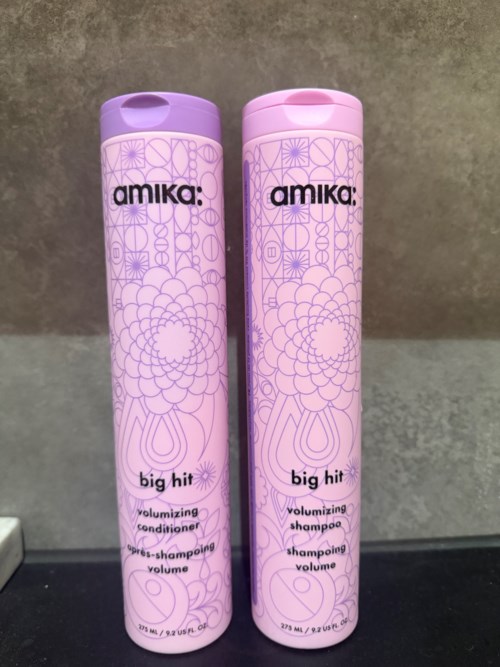 amika:
big hit
volumizing
conditioner
après-shampoing
volume
275 ML / 9.2 US FL OZ.
amika:
big hit
volumizing
shampoo
shampoing
volume
275 ML / 9.2 US FL OZ.